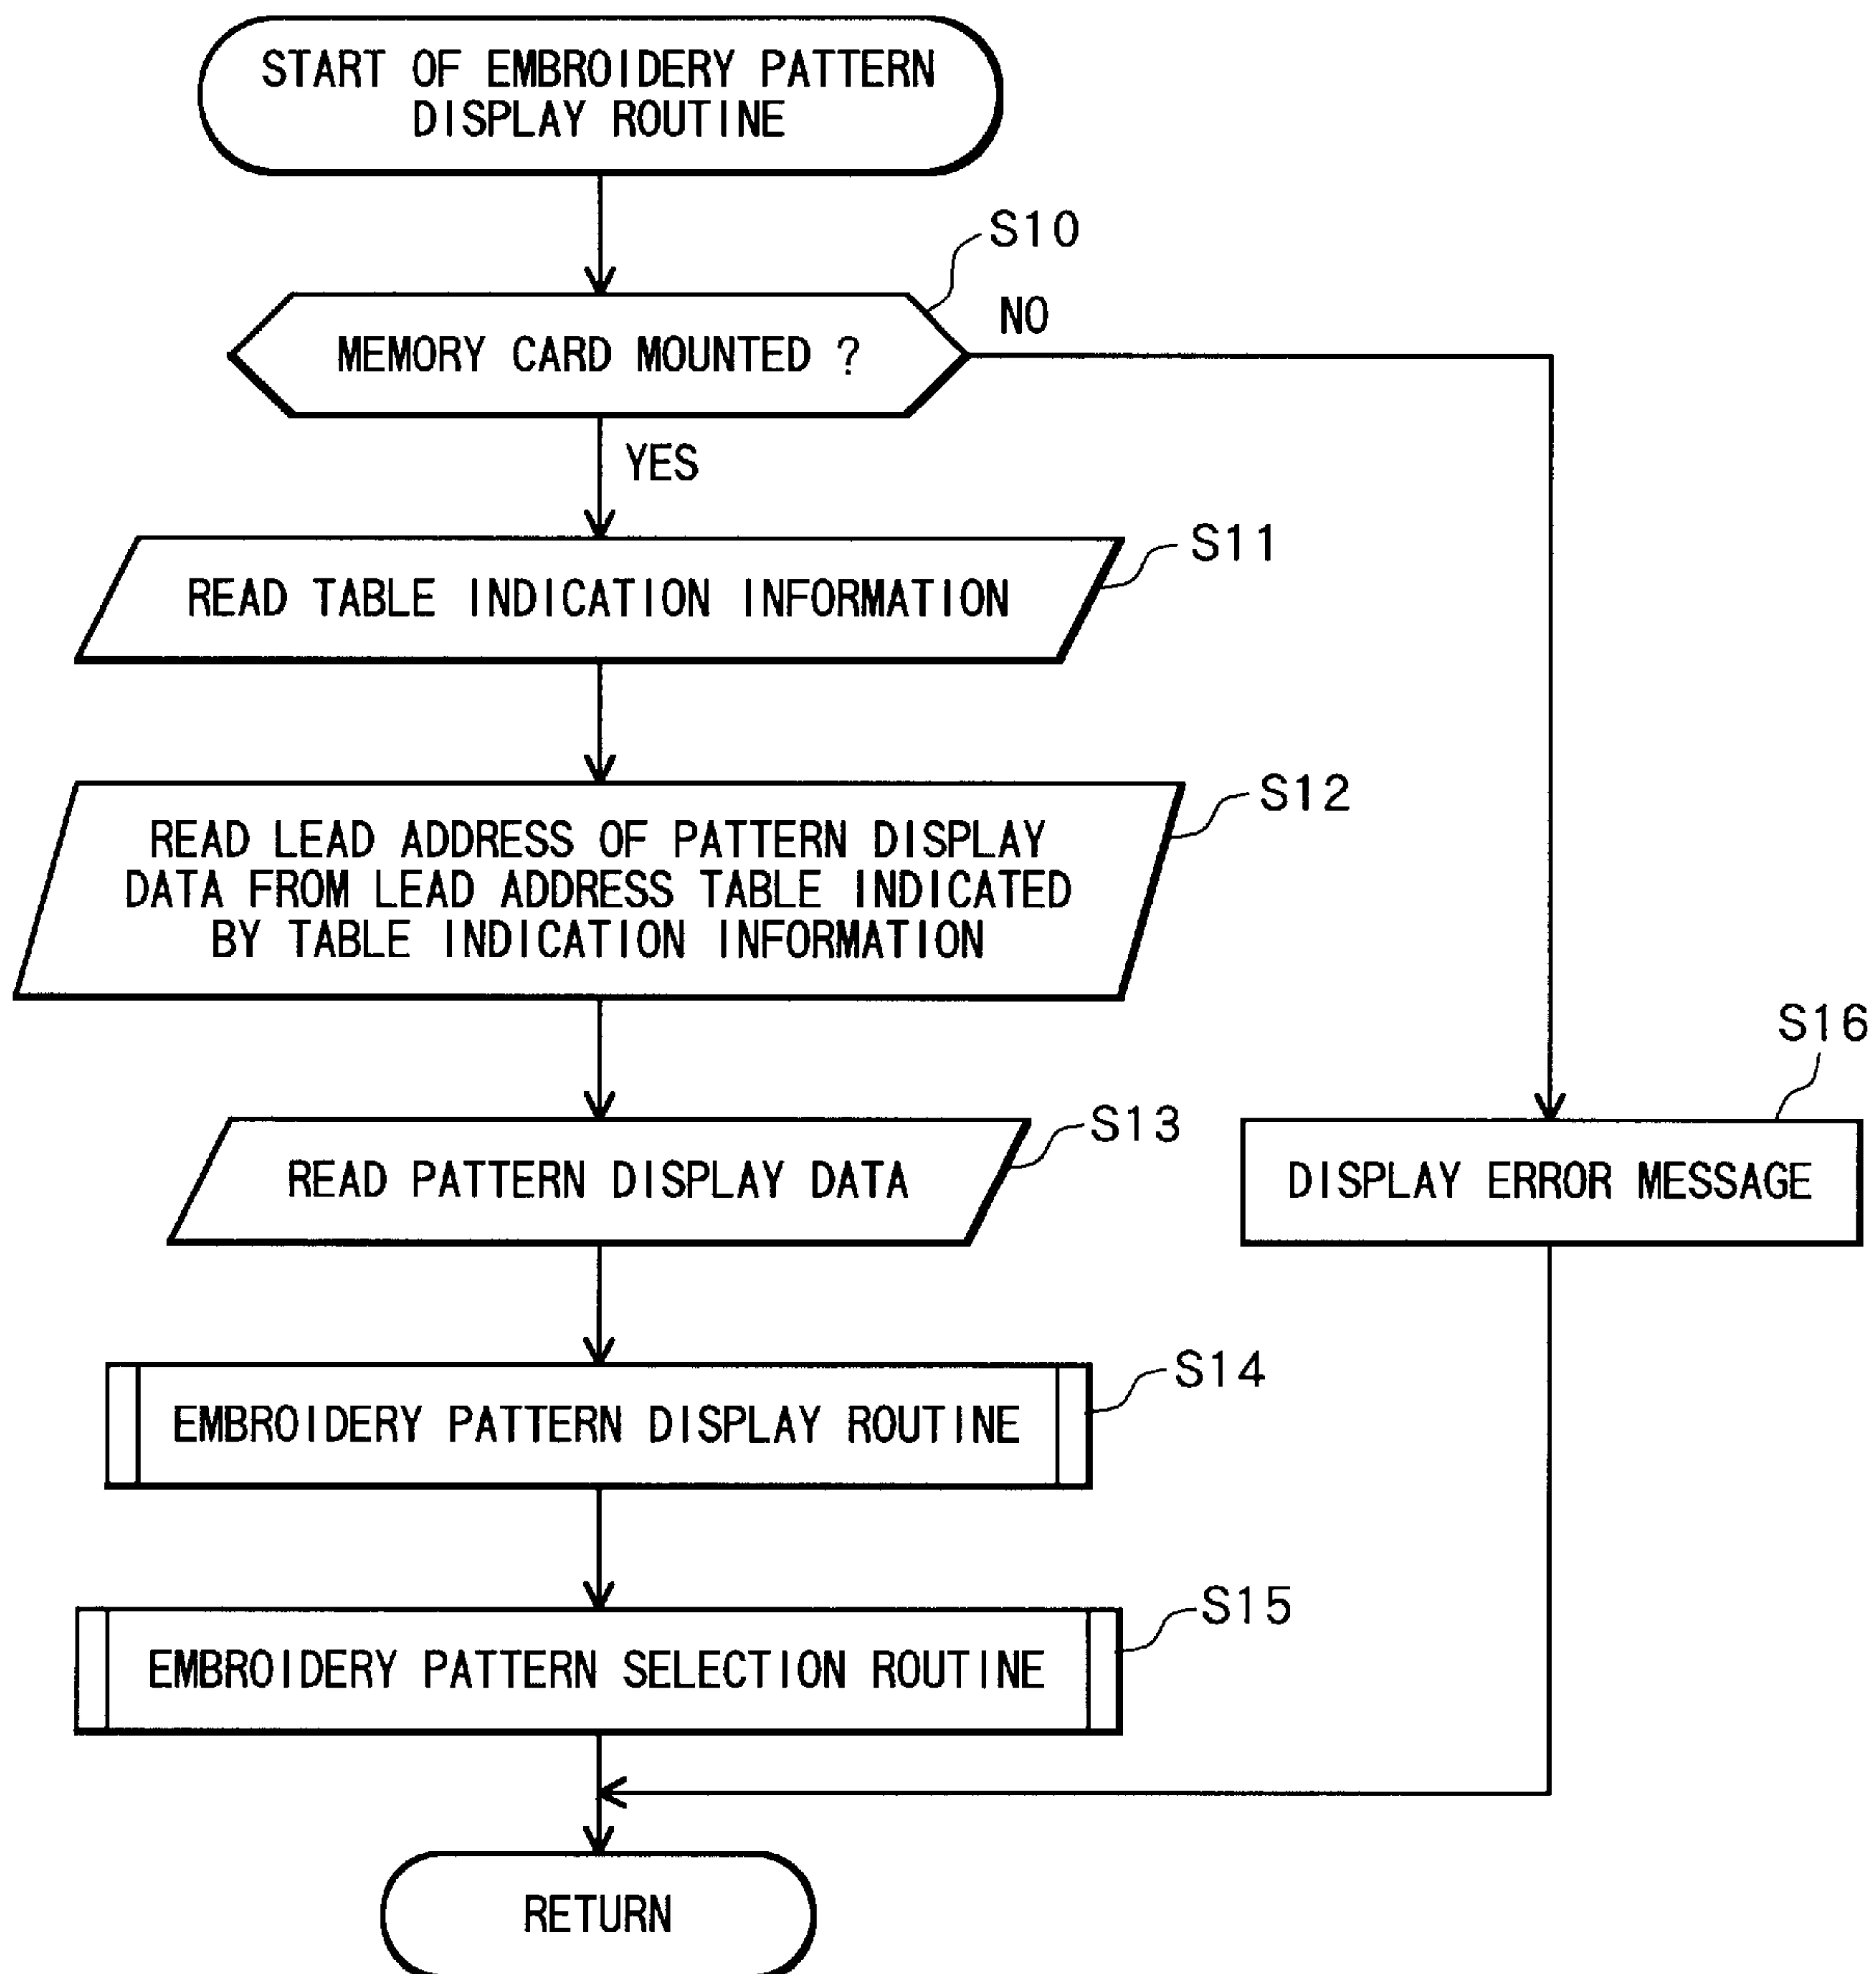 START OF EMBROIDERY PATTERN
DISPLAY ROUTINE
S10
MEMORY CARD MOUNTED ?
NO
YES
S11
READ TABLE INDICATION INFORMATION
S12
READ LEAD ADDRESS OF PATTERN DISPLAY
DATA FROM LEAD ADDRESS TABLE INDICATED
BY TABLE INDICATION INFORMATION
S13
READ PATTERN DISPLAY DATA
S16
DISPLAY ERROR MESSAGE
S14
EMBROIDERY PATTERN DISPLAY ROUTINE
S15
EMBROIDERY PATTERN SELECTION ROUTINE
RETURN